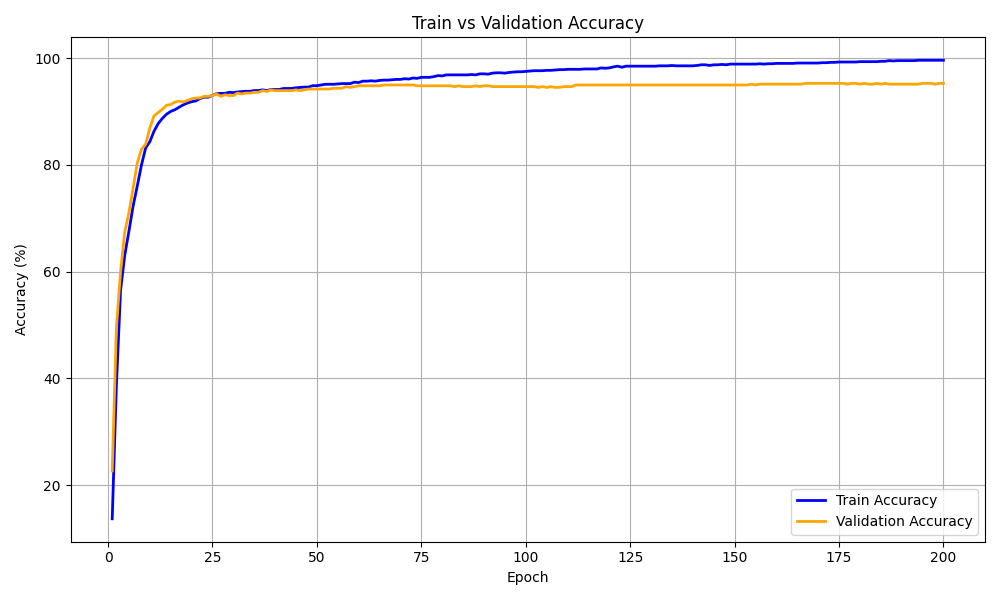 Train vs Validation Accuracy
100
80
60
40
20
Accuracy (%)
Train Accuracy
Validation Accuracy
0 25 50 75 100 125 150 175 200
Epoch